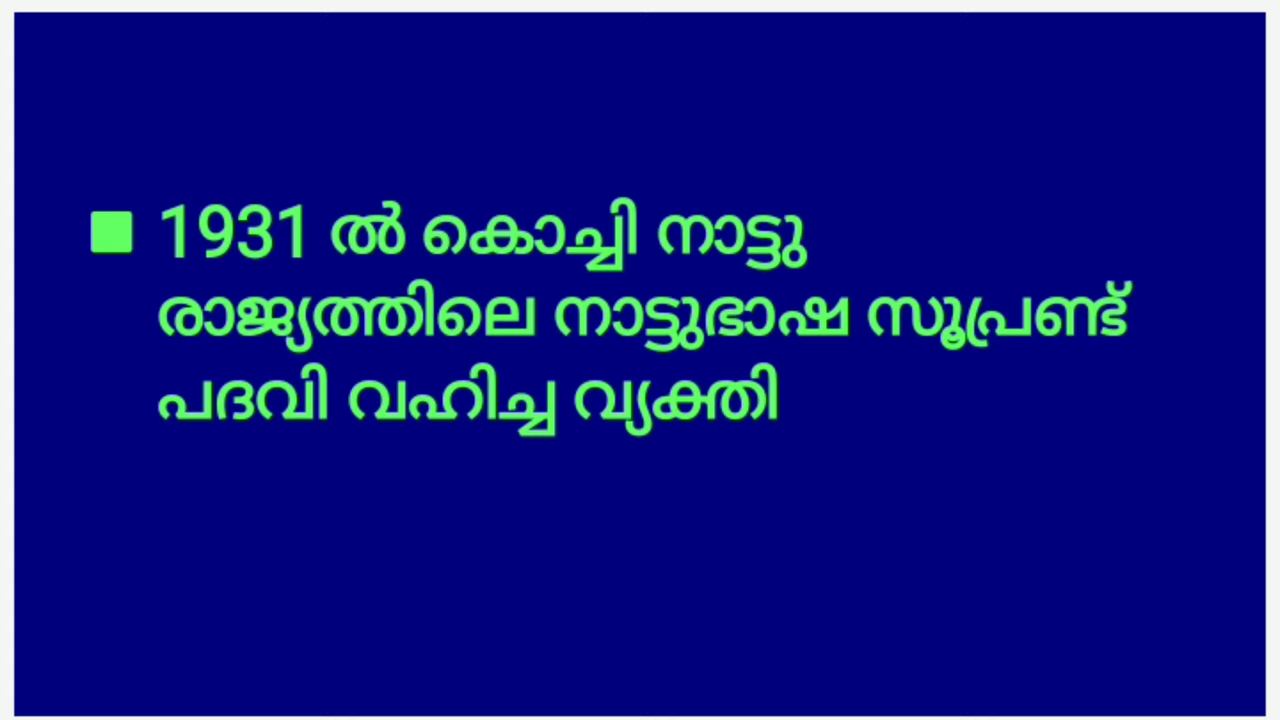 ■ 1931 ൽ കൊച്ചി നാട്ടു
രാജ്യത്തിലെ നാട്ടുഭാഷ സൂപ്രണ്ട്
പദവി വഹിച്ച വ്യക്തി